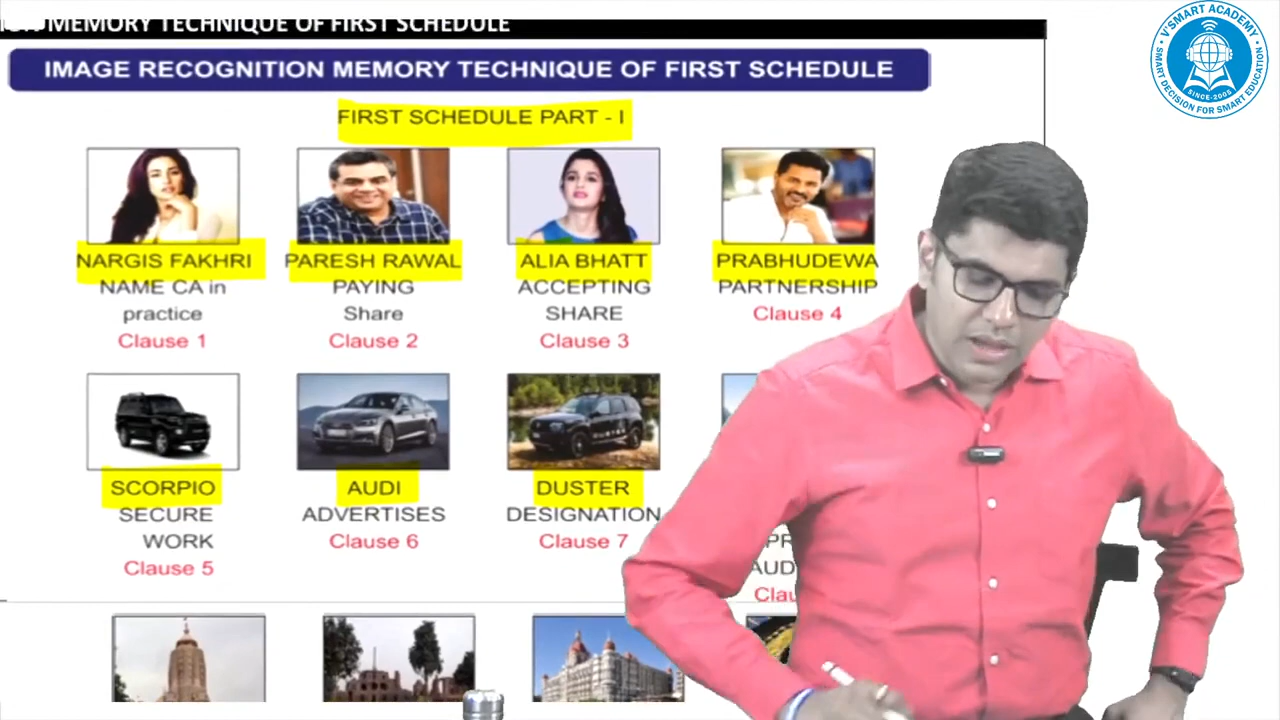 MEMORY TECHNIQUE OF FIRST SCHEDULE
IMAGE RECOGNITION MEMORY TECHNIQUE OF FIRST SCHEDULE
FIRST SCHEDULE PART - I
NARGIS FAKHRI
NAME CA in
practice
Clause 1
PARESH RAWAL
PAYING
Share
Clause 2
ALIA BHATT
ACCEPTING
SHARE
Clause 3
PRABHUDEWA
PARTNERSHIP
Clause 4
SCORPIO
SECURE
WORK
Clause 5
AUDI
ADVERTISES
Clause 6
DUSTER
DESIGNATION
Clause 7
V'SMART ACADEMY
SINCE-2005
SMART DECISION FOR SMART EDUCATION